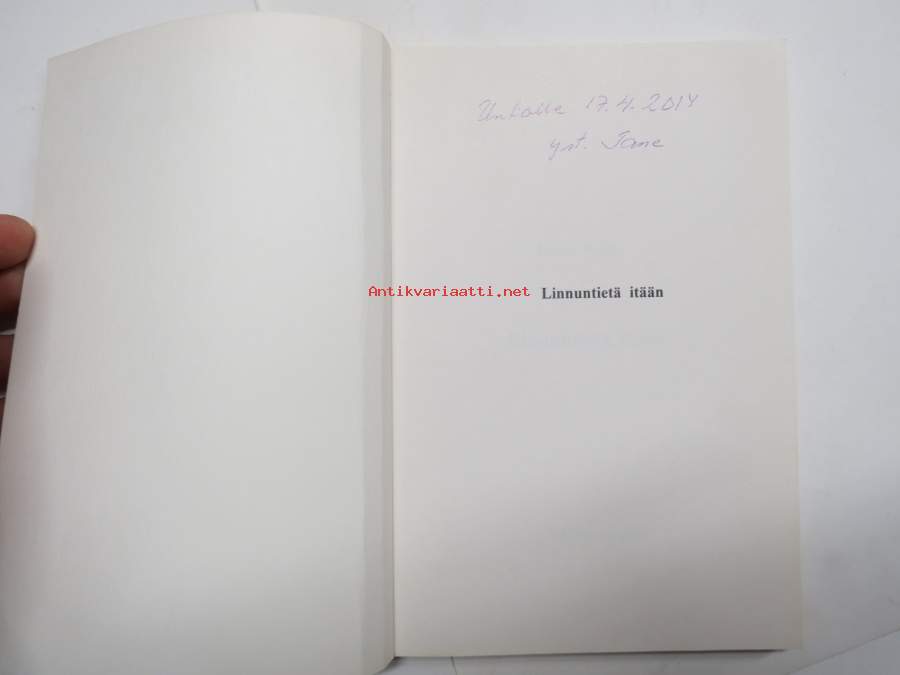 Untolle 17.4.2014
yst. Jane
Antikvariaatti.net
Linnuntietä itään